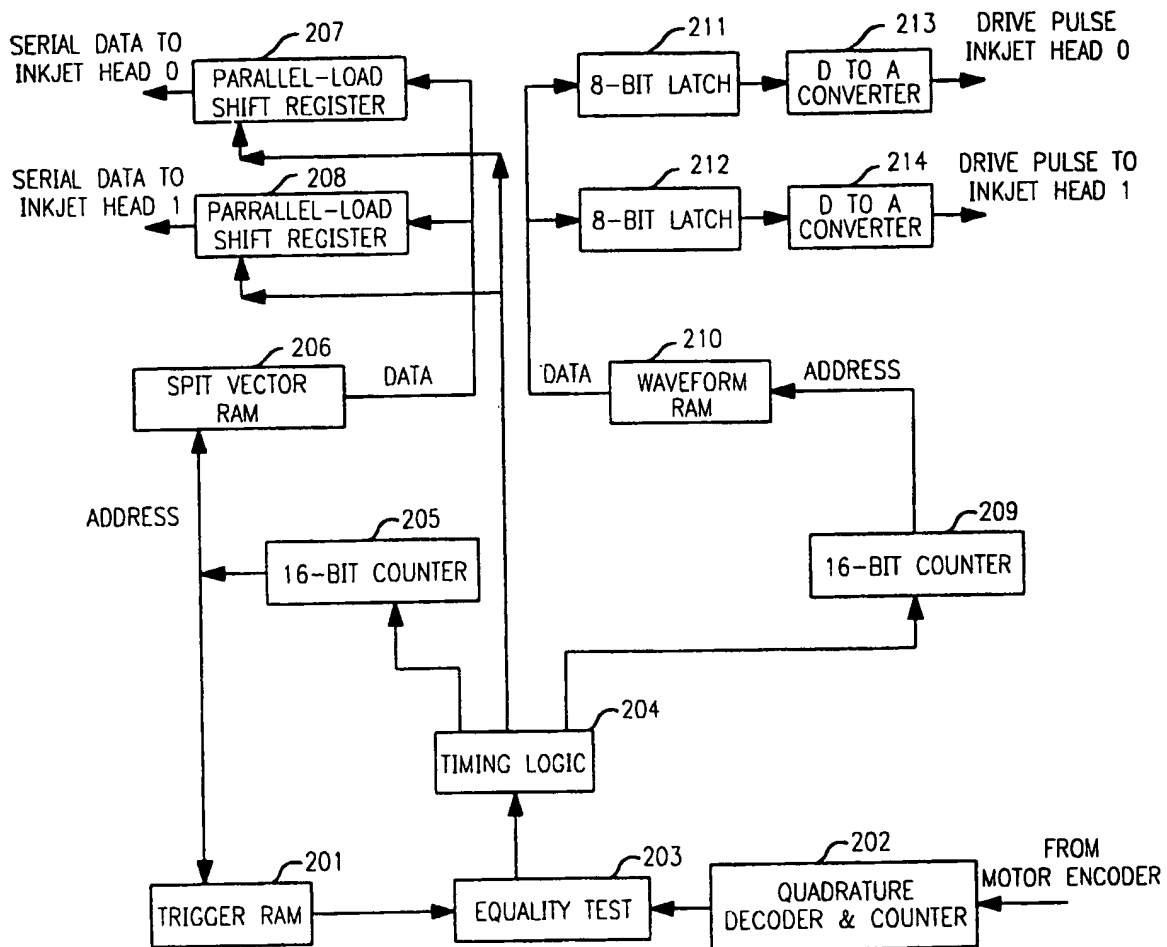 SERIAL DATA TO
INKJET HEAD 0
207
PARALLEL-LOAD
SHIFT REGISTER
211
8-BIT LATCH
213
D TO A
CONVERTER
DRIVE PULSE
INKJET HEAD 0
SERIAL DATA TO
INKJET HEAD 1
208
PARRALLEL-LOAD
SHIFT REGISTER
212
8-BIT LATCH
214
D TO A
CONVERTER
DRIVE PULSE TO
INKJET HEAD 1
206
SPIT VECTOR
RAM
DATA
DATA
210
WAVEFORM
RAM
ADDRESS
ADDRESS
205
16-BIT COUNTER
209
16-BIT COUNTER
204
TIMING LOGIC
201
TRIGGER RAM
203
EQUALITY TEST
202
QUADRATURE
DECODER & COUNTER
FROM
MOTOR ENCODER